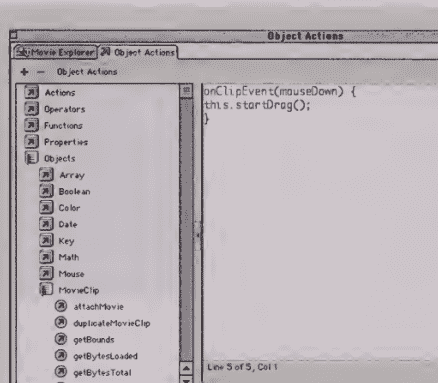 Object Actions
Movie Explorer
Object Actions
+ - Object Actions
Actions
Operators
Functions
Properties
Objects
Array
Boolean
Color
Date
Key
Math
Mouse
MovieClip
attachMovie
duplicateMovieClip
getBounds
getBytesLoaded
getBytesTotal
onClipEvent(mouseDown) {
this.startDrag();
}
Line 5 of 5, Col 1